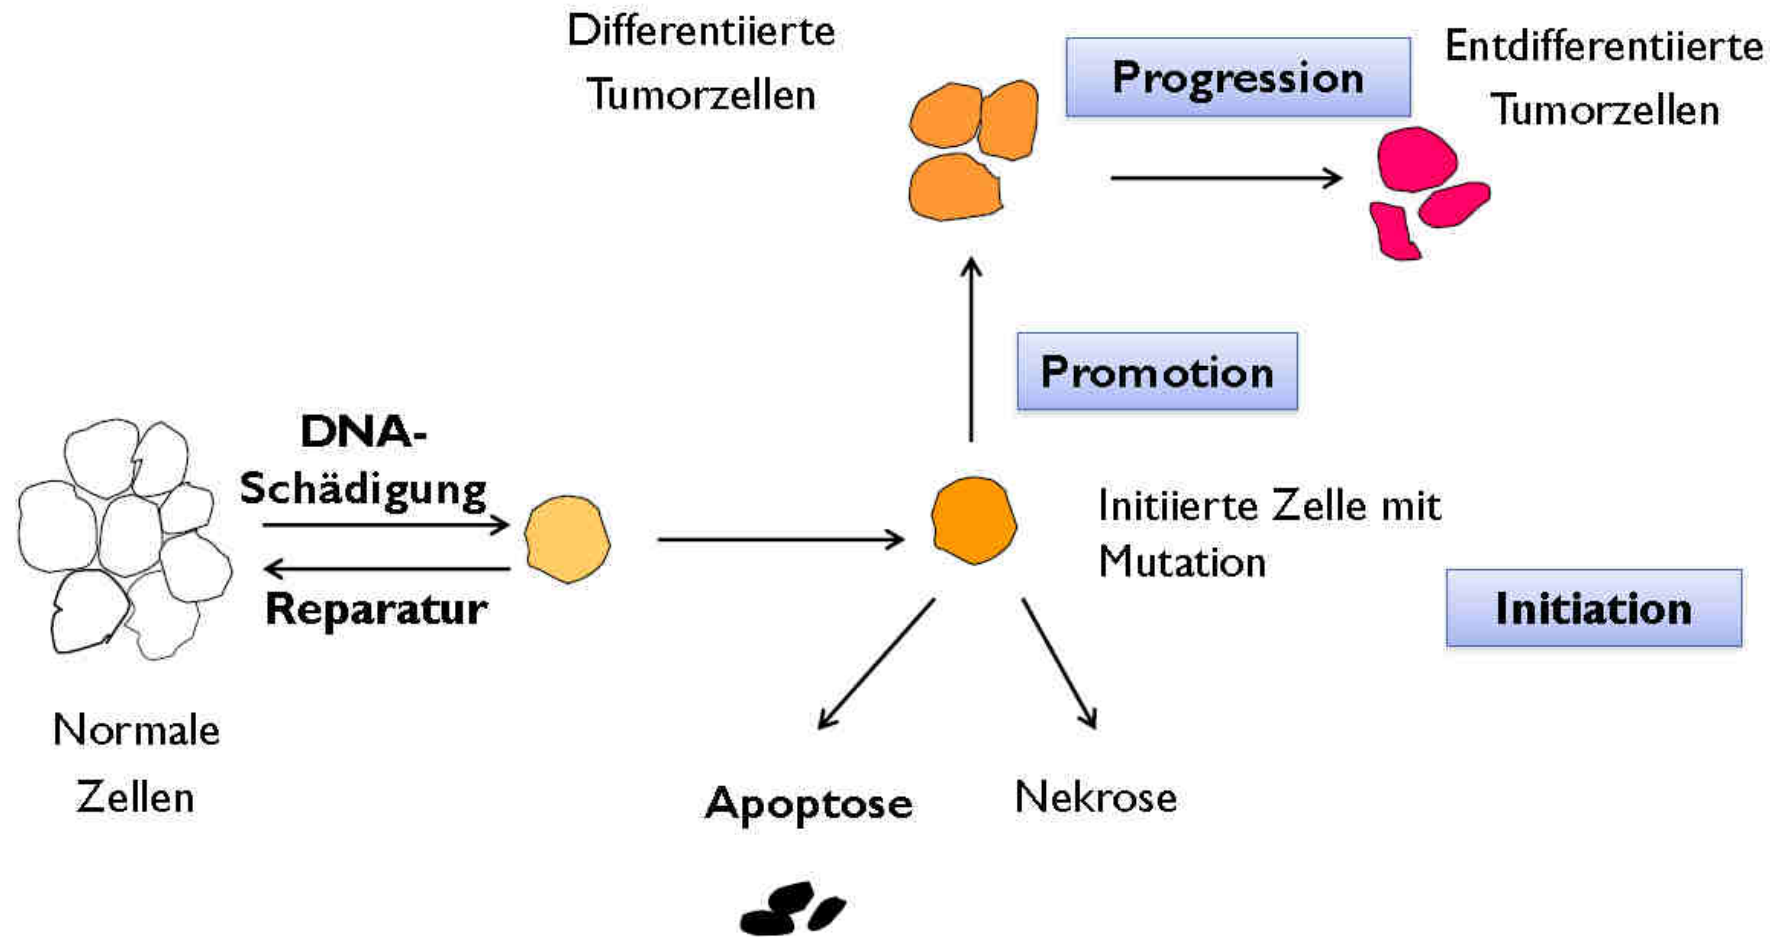 Differentiierte
Tumorzellen
Progression
Entdifferentiierte
Tumorzellen
Promotion
DNA-
Schädigung
Reparatur
Initiierte Zelle mit
Mutation
Initiation
Normale
Zellen
Apoptose
Nekrose